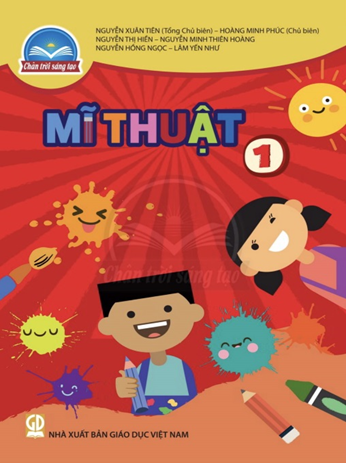 NGUYỄN XUÂN TIÊN (Tổng Chủ biên) – HOÀNG MINH PHÚC (Chủ biên)
NGUYỄN THỊ HIỀN – NGUYỄN MINH THIÊN HOÀNG
NGUYỄN HỒNG NGỌC – LÂM YẾN NHƯ
Chân trời sáng tạo
MĨ THUẬT
1
Chân trời sáng tạo
GD
NHÀ XUẤT BẢN GIÁO DỤC VIỆT NAM